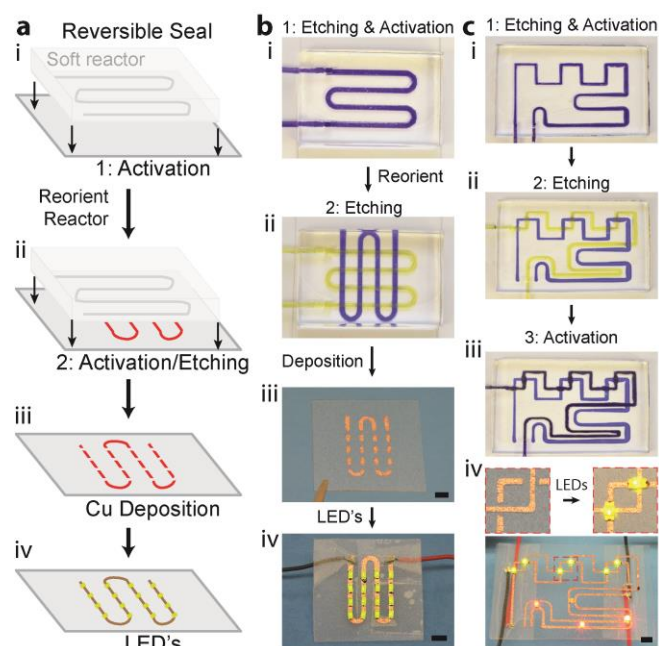 a
Reversible Seal
i
Soft reactor
1: Activation
Reorient
Reactor
ii
2: Activation/Etching
iii
Cu Deposition
iv
LED's
b
1: Etching & Activation
i
Reorient
ii
2: Etching
Deposition
iii
LED's
iv
c
1: Etching & Activation
i
ii
2: Etching
3: Activation
iii
iv
LEDs